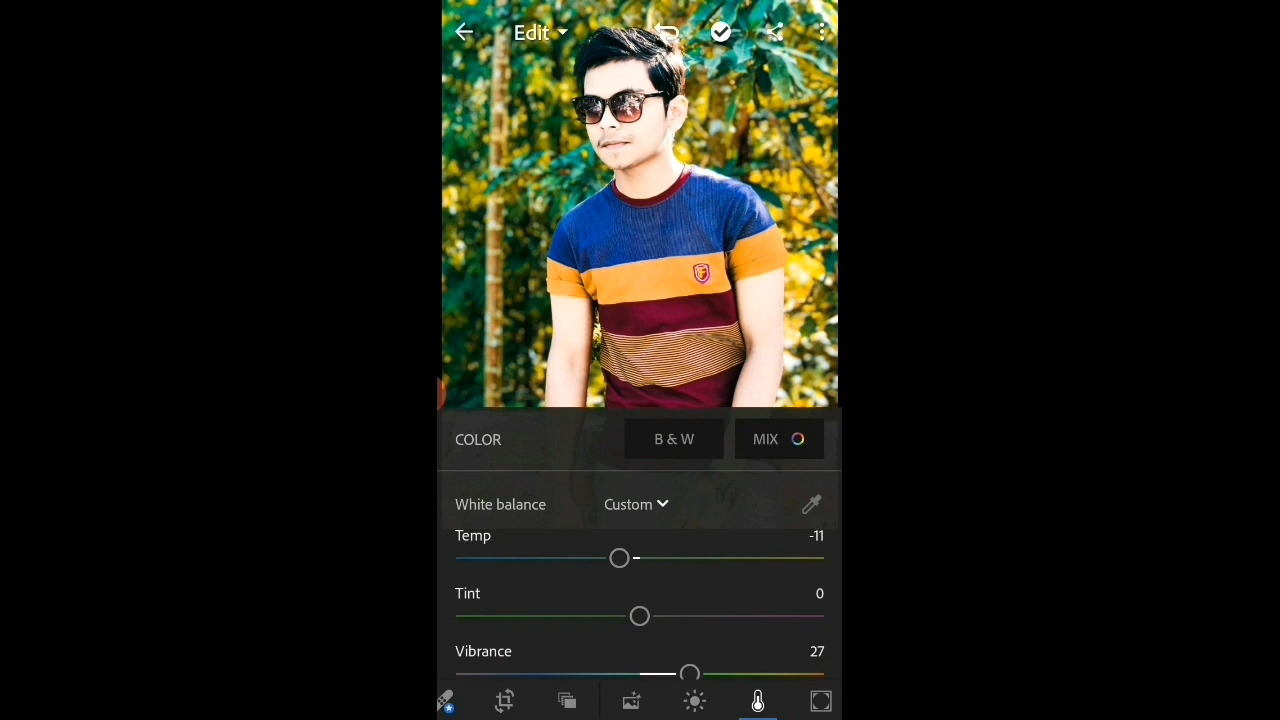 Edit
COLOR
B & W
MIX
White balance
Custom
Temp
-11
Tint
0
Vibrance
27